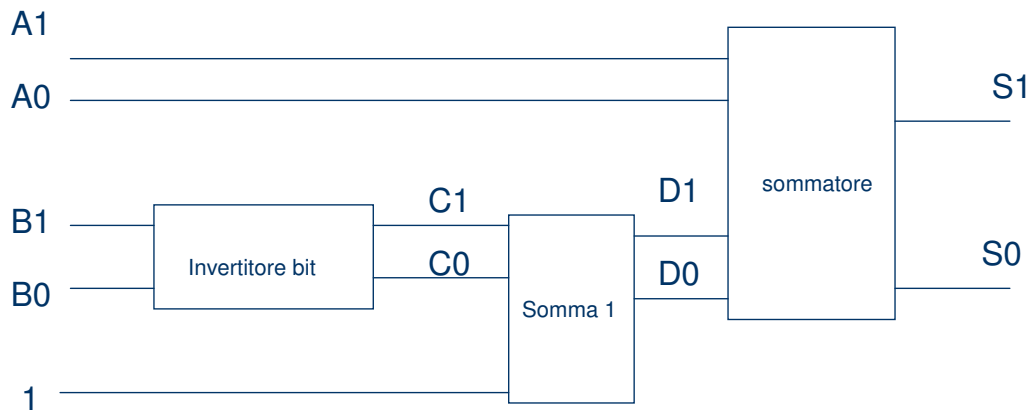 A1
A0
S1
sommatore
D1
B1
C1
Invertitore bit
C0
D0
S0
B0
Somma 1
1